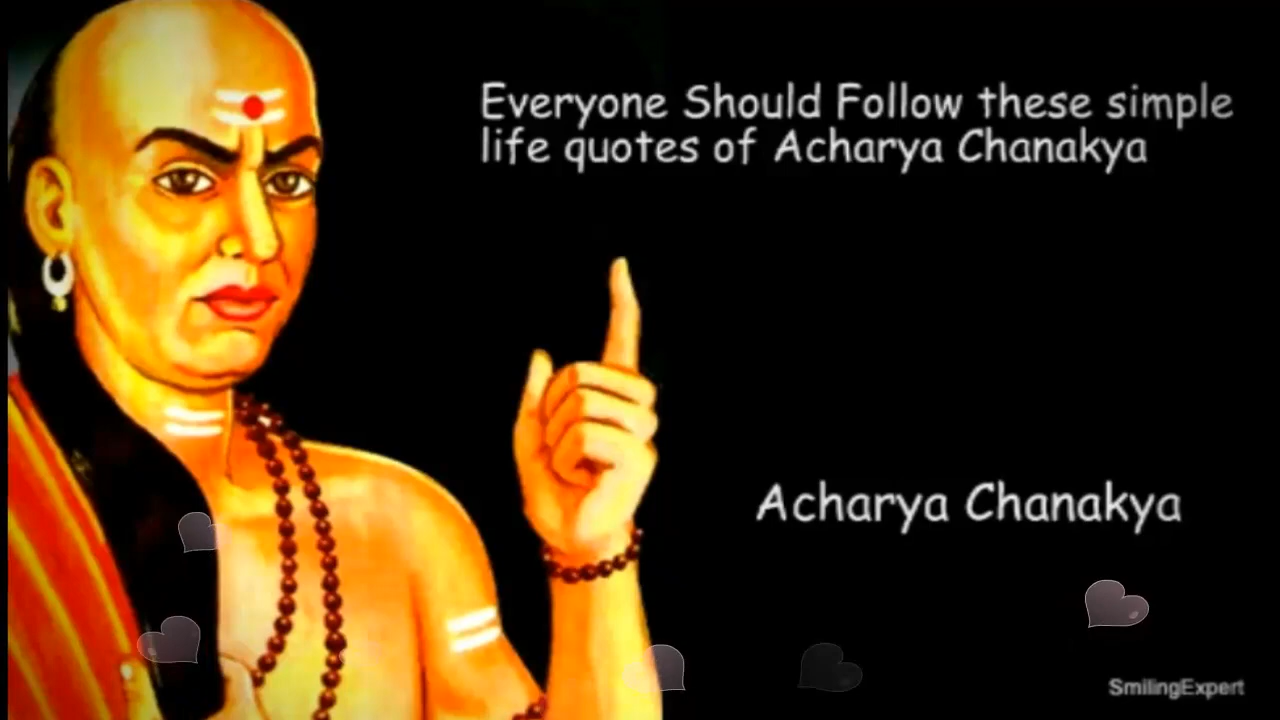 Everyone Should Follow these simple
life quotes of Acharya Chanakya
Acharya Chanakya
SmilingExpert